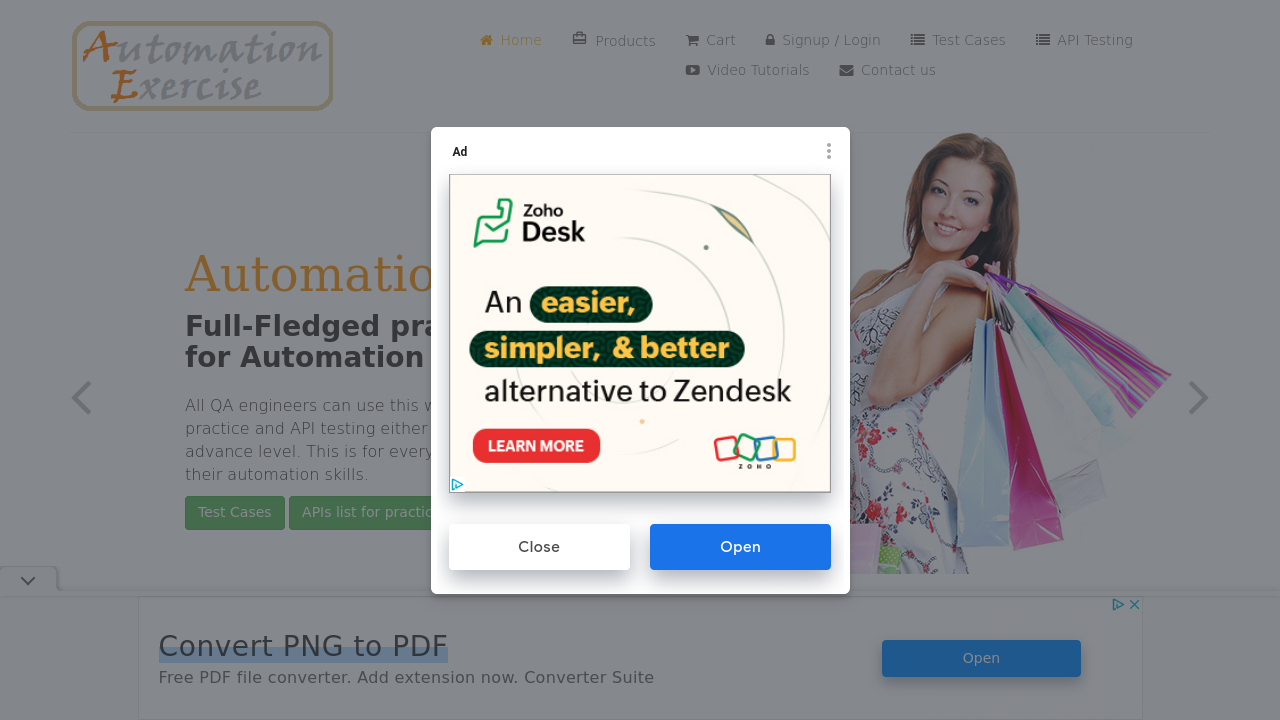 Automation
Exercise
Home
Products
Cart
Signup / Login
Test Cases
API Testing
Video Tutorials
Contact us
Ad
Zoho
Desk
An easier,
simpler, & better
alternative to Zendesk
LEARN MORE
ZOHO
Close
Open
Automatio
Full-Fledged pra
for Automation
All QA engineers can use this w
practice and API testing either
advance level. This is for every
their automation skills.
Test Cases
APIs list for practic
Convert PNG to PDF
Free PDF file converter. Add extension now. Converter Suite
Open